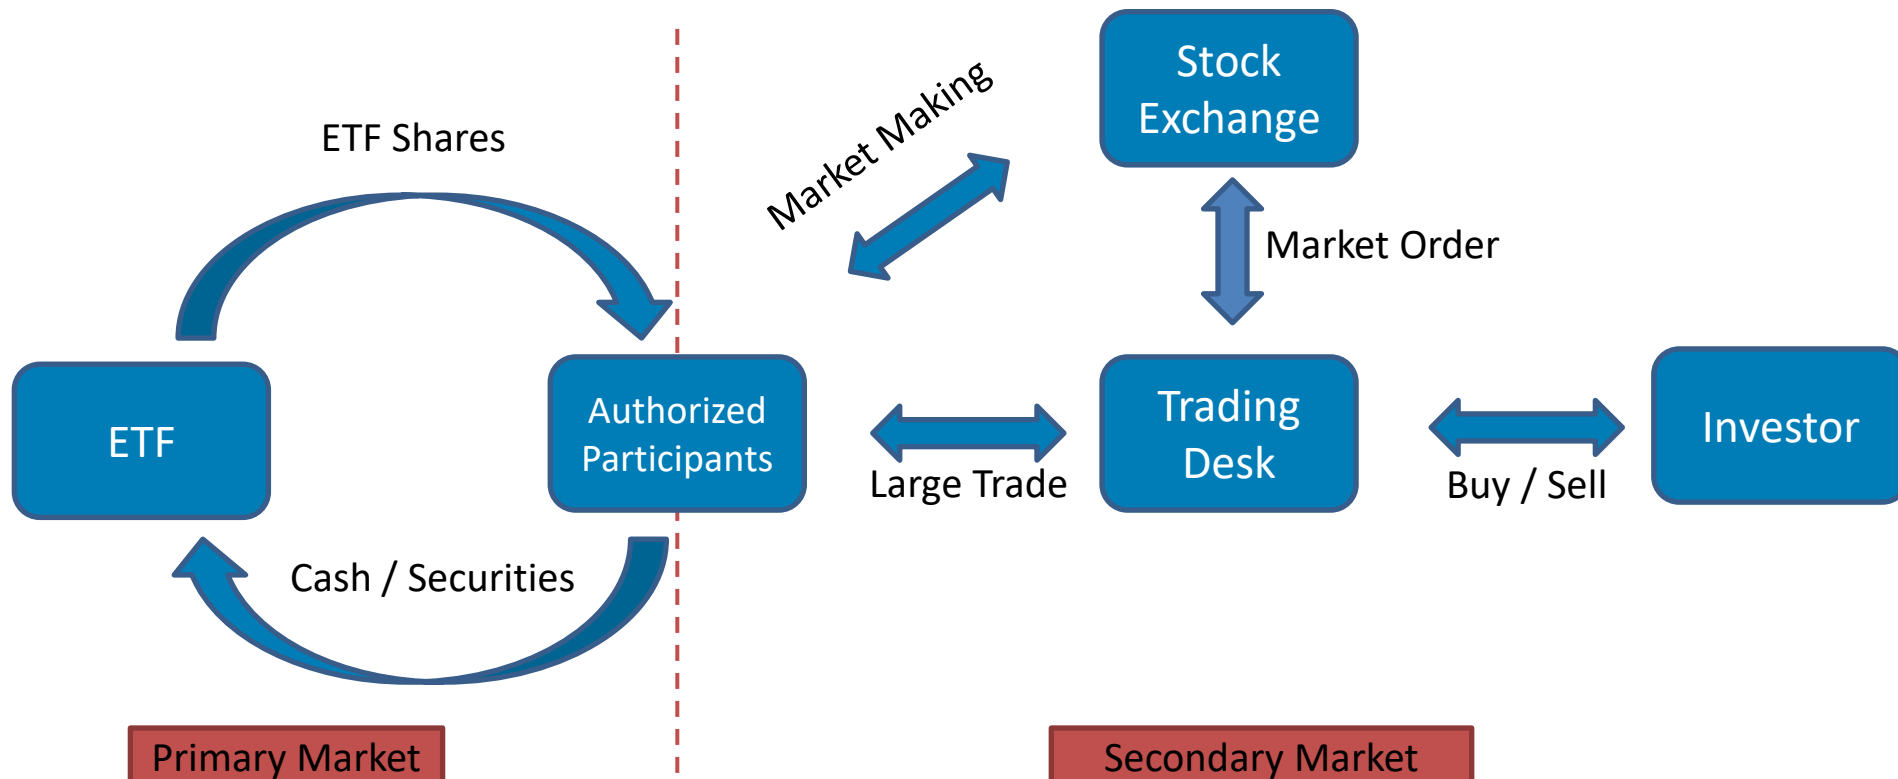 Stock
Exchange
Market Making
ETF Shares
Market Order
Authorized
Participants
Trading
Desk
Investor
ETF
Large Trade
Buy / Sell
Cash / Securities
Primary Market
Secondary Market